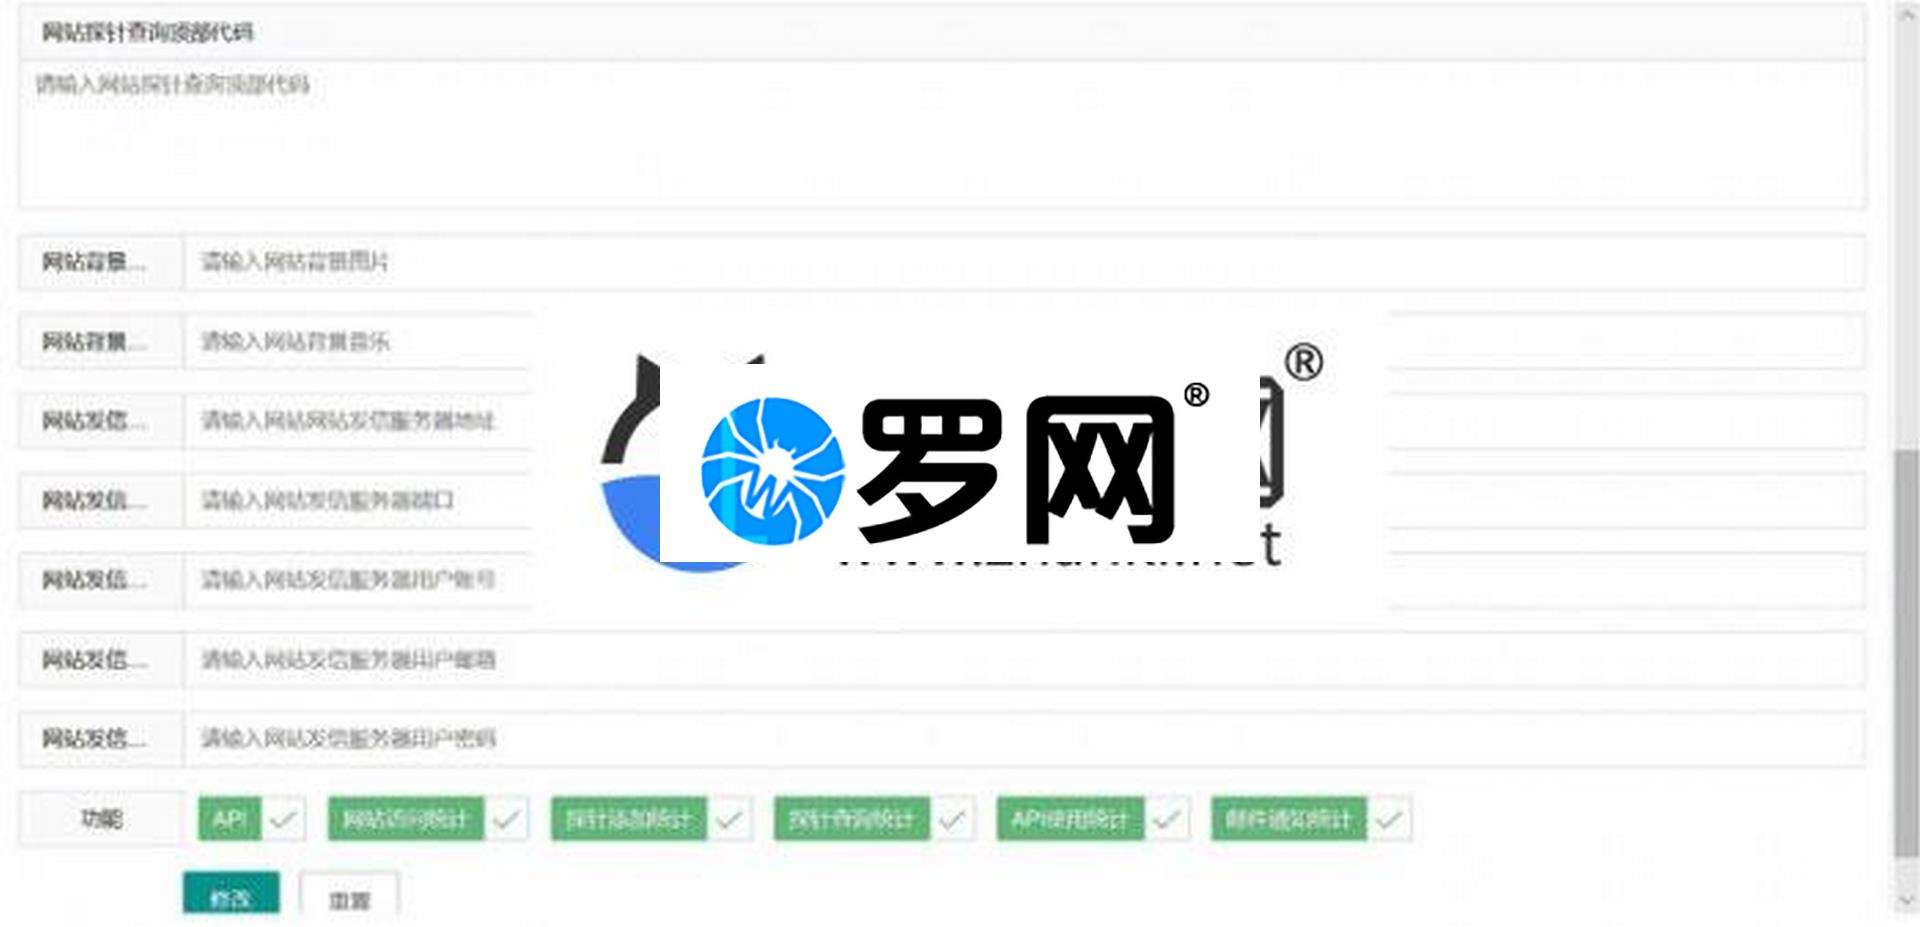 网站探针查询顶部代码
请输入网站探针查询顶部代码
网站背景... 请输入网站背景图片
网站背景... 请输入网站背景音乐
网站发信... 请输入网站网站发信服务器地址
网站发信... 请输入网站发信服务器端口
网站发信... 请输入网站发信服务器用户账号
网站发信... 请输入网站发信服务器用户邮箱
网站发信... 请输入网站发信服务器用户密码
罗网®
®
功能 API 网站访问统计 探针添加统计 探针查询统计 API使用统计 邮件通知统计
修改 重置